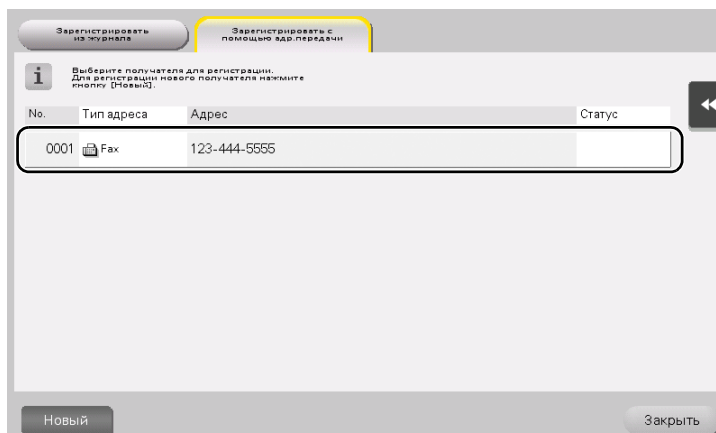 Зарегистрировать
из журнала
Зарегистрировать с
помощью адр.передачи
Выберите получателя для регистрации.
Для регистрации нового получателя нажмите
кнопку [Новый].
No. Тип адреса Адрес Статус
0001 Fax 123-444-5555
Новый Закрыть